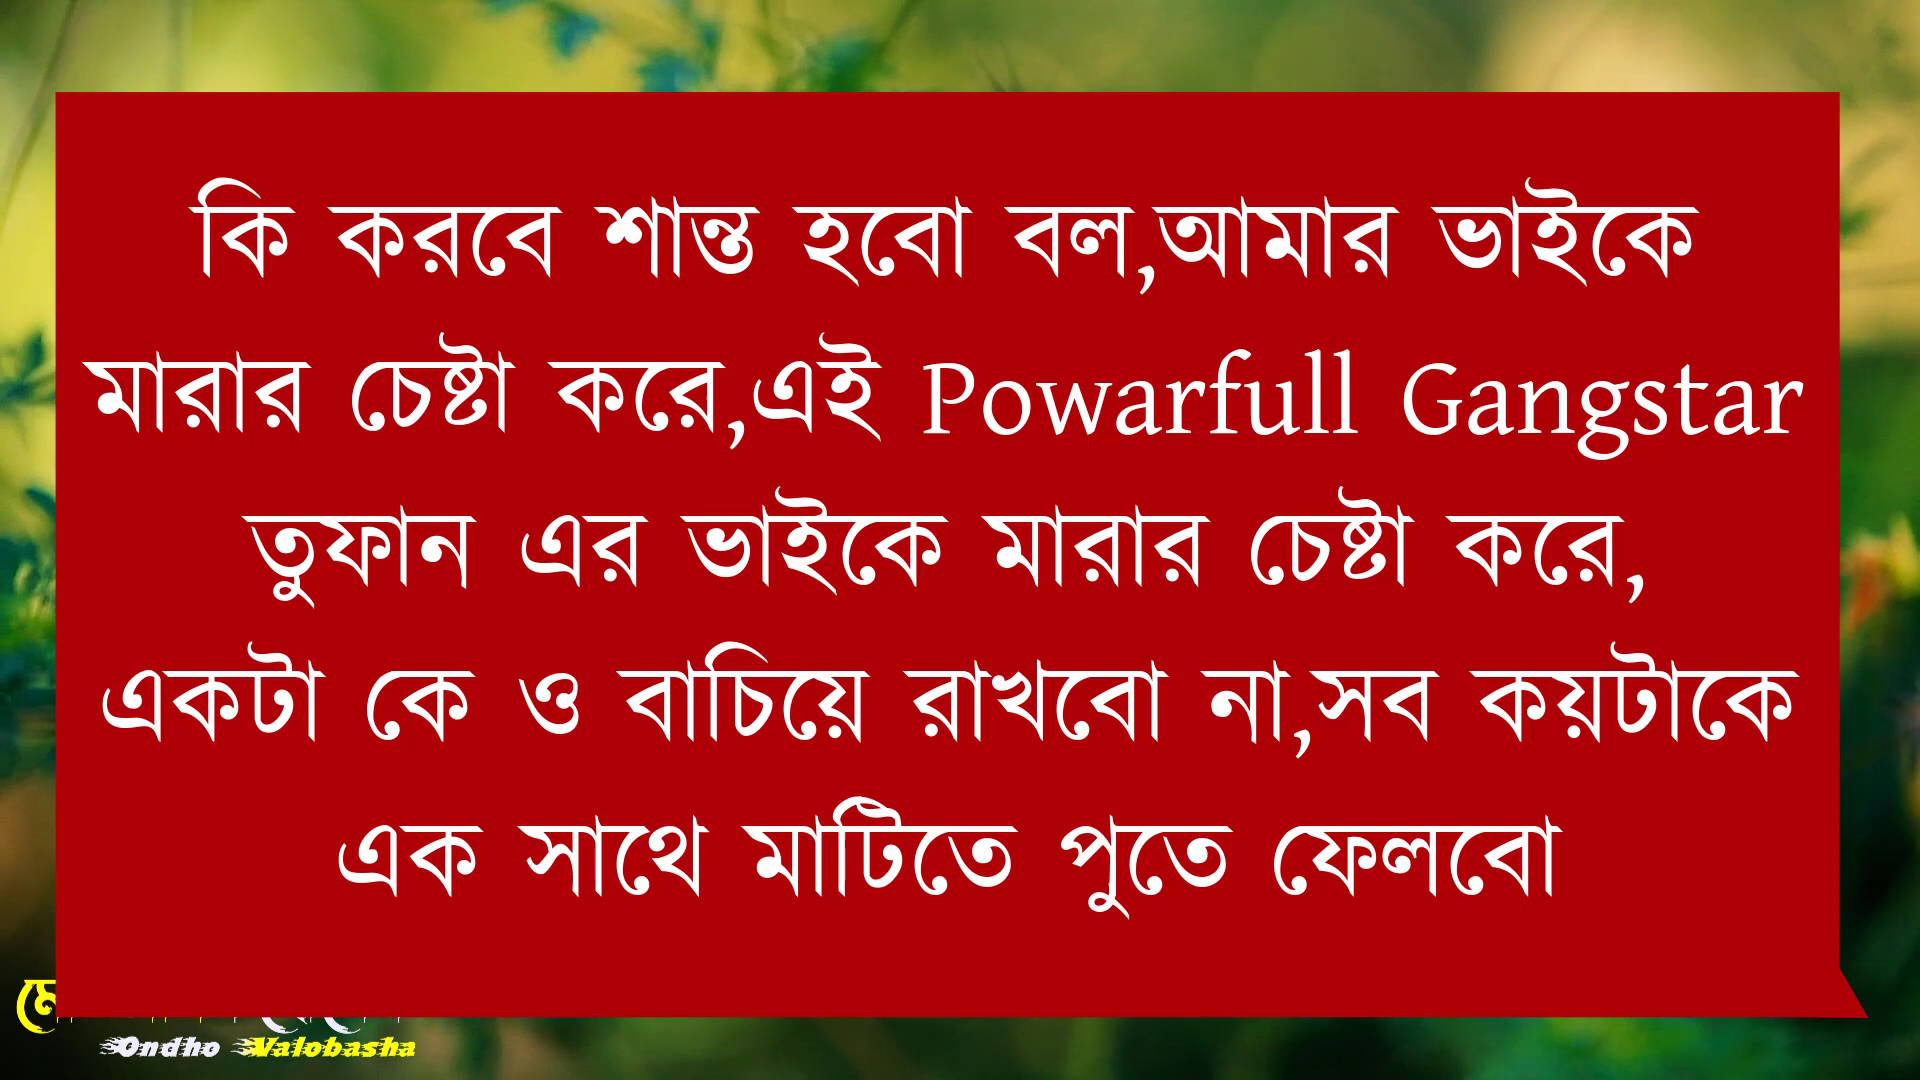 কি করবে শান্ত হবো বল,আমার ভাইকে
মারার চেষ্টা করে,এই Powarfull Gangstar
তুফান এর ভাইকে মারার চেষ্টা করে,
একটা কে ও বাচিয়ে রাখবো না,সব কয়টাকে
এক সাথে মাটিতে পুতে ফেলবো
Ondho Valobasha